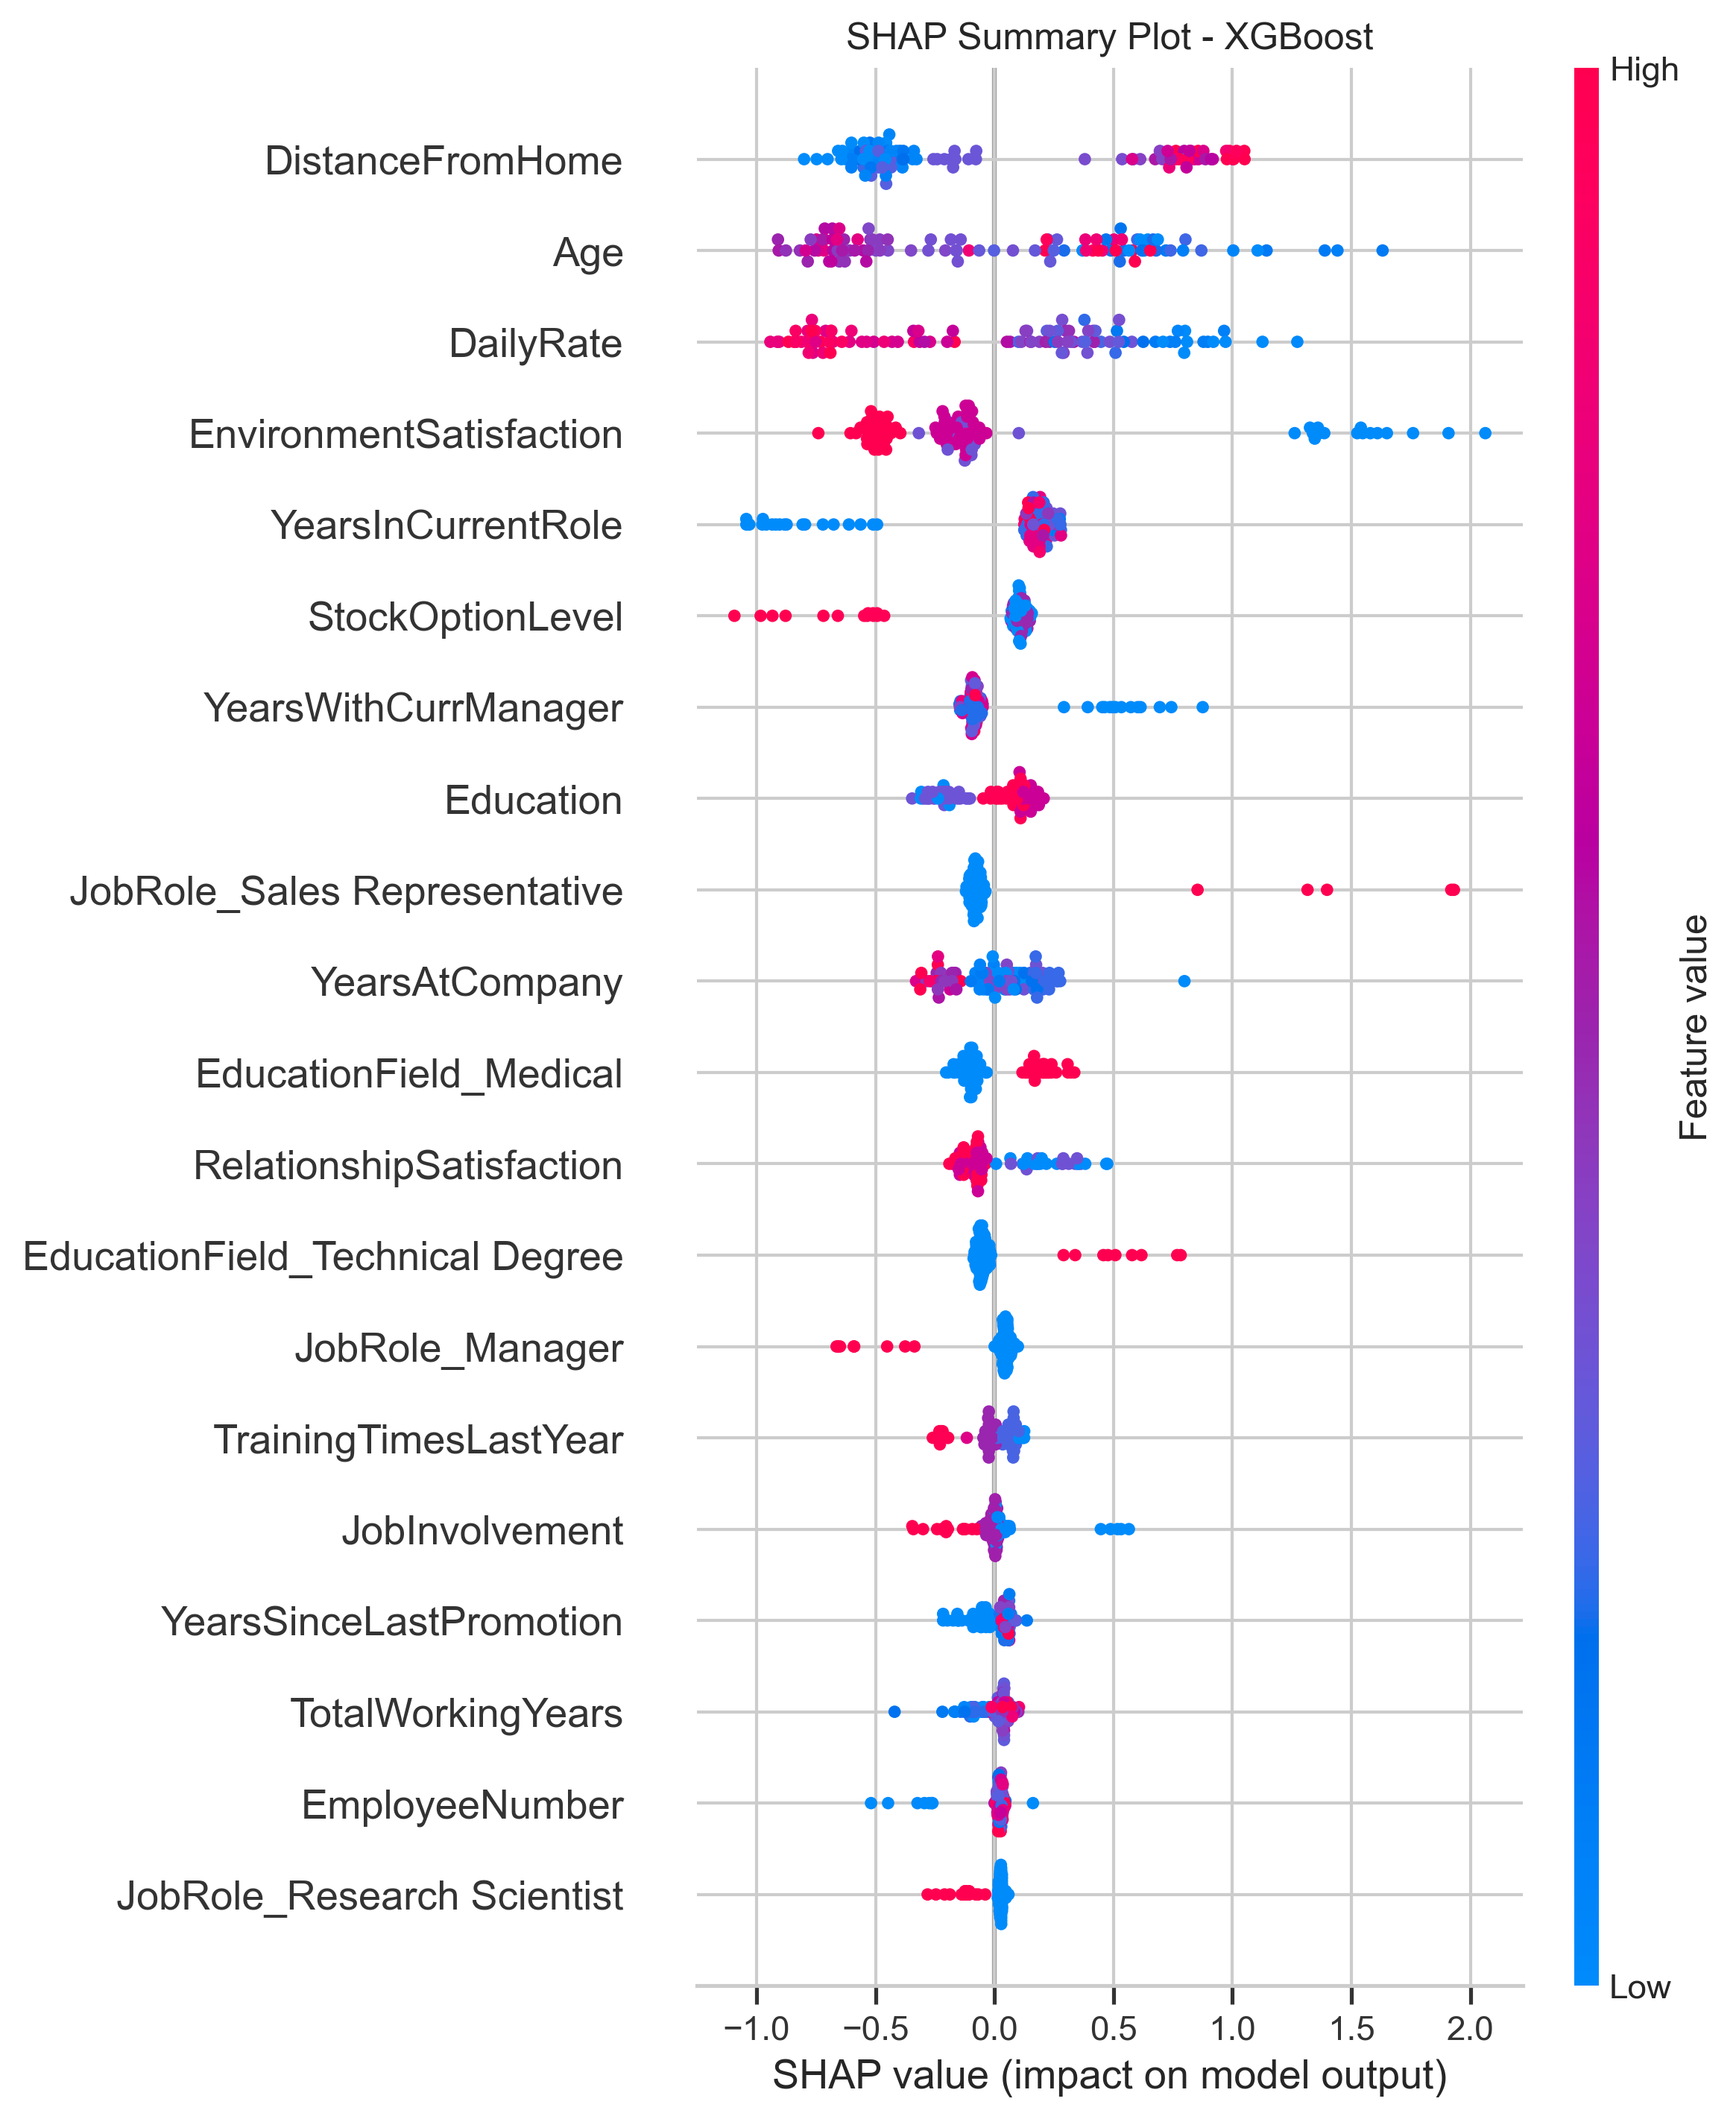 SHAP Summary Plot - XGBoost
High
DistanceFromHome
Age
DailyRate
EnvironmentSatisfaction
YearsInCurrentRole
StockOptionLevel
YearsWithCurrManager
Education
JobRole_Sales Representative
YearsAtCompany
EducationField_Medical
RelationshipSatisfaction
EducationField_Technical Degree
JobRole_Manager
TrainingTimesLastYear
JobInvolvement
YearsSinceLastPromotion
TotalWorkingYears
EmployeeNumber
JobRole_Research Scientist
Feature value
Low
−1.0 −0.5 0.0 0.5 1.0 1.5 2.0
SHAP value (impact on model output)